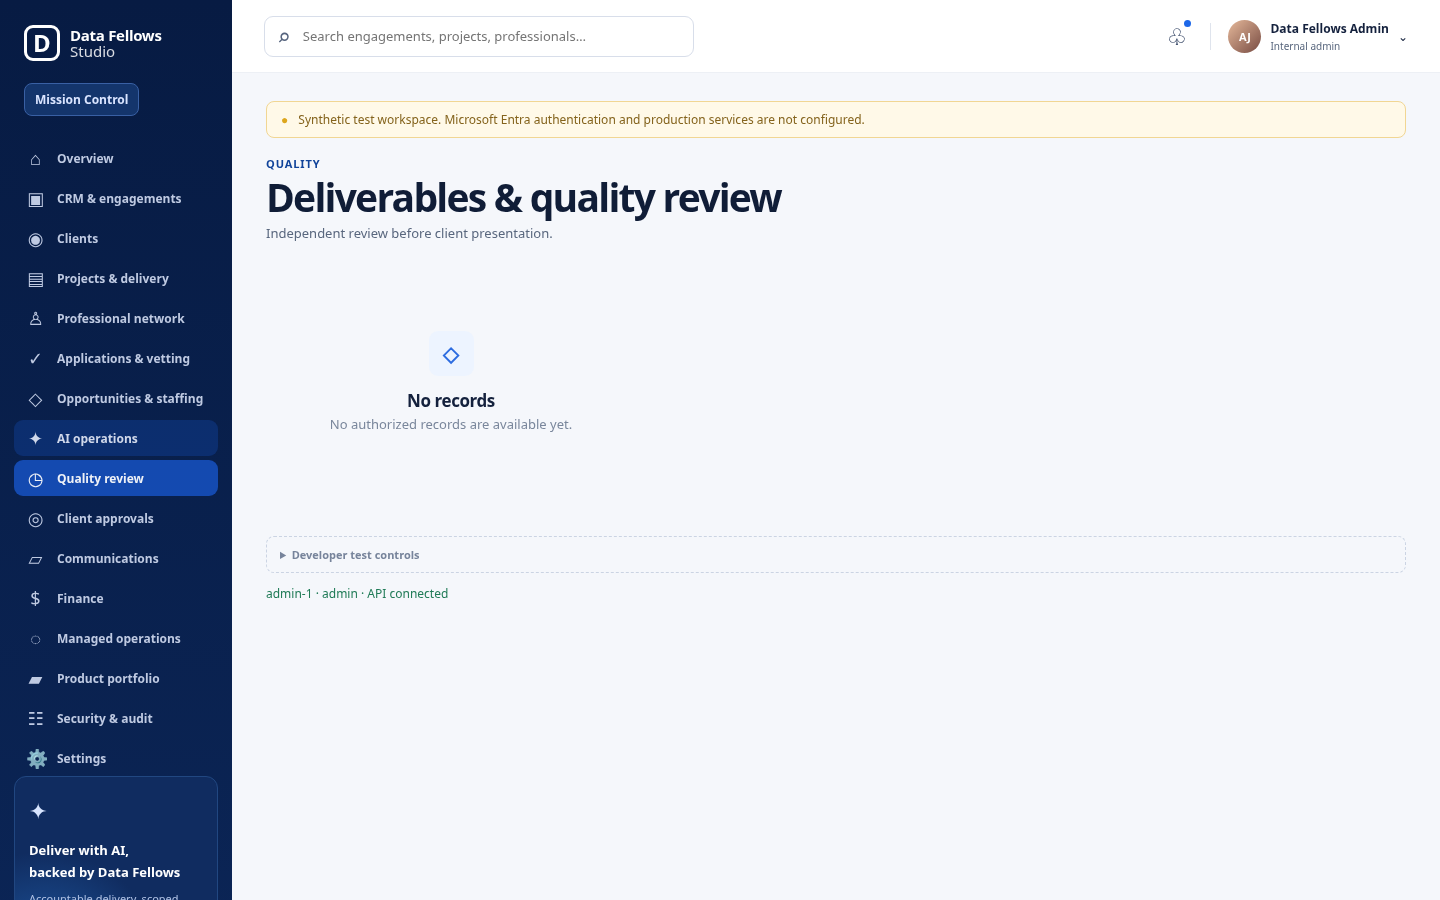 D
Data Fellows
Studio
Mission Control
Overview
CRM & engagements
Clients
Projects & delivery
Professional network
Applications & vetting
Opportunities & staffing
AI operations
Quality review
Client approvals
Communications
$ Finance
Managed operations
Product portfolio
Security & audit
Settings
Deliver with AI,
backed by Data Fellows
Accountable delivery, scoped
Search engagements, projects, professionals...
AJ
Data Fellows Admin
Internal admin
Synthetic test workspace. Microsoft Entra authentication and production services are not configured.
QUALITY
Deliverables & quality review
Independent review before client presentation.
No records
No authorized records are available yet.
Developer test controls
admin-1 · admin · API connected